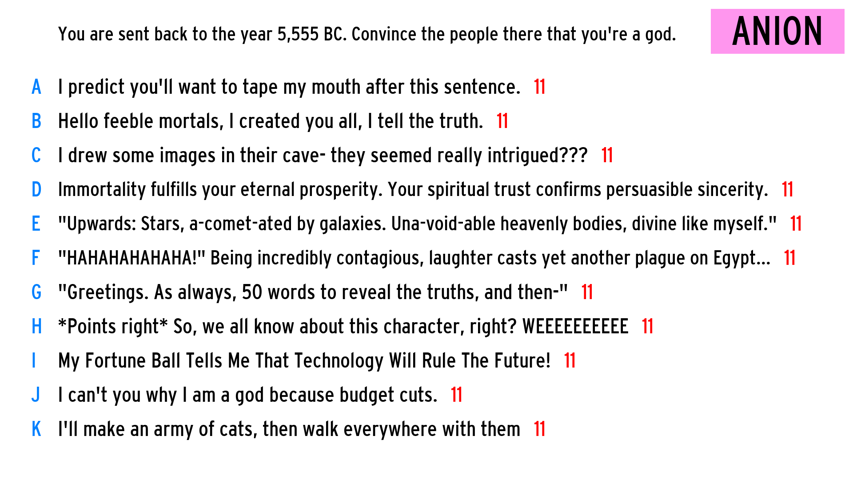 You are sent back to the year 5,555 BC. Convince the people there that you're a god.
ANION
A I predict you'll want to tape my mouth after this sentence. 11
B Hello feeble mortals, I created you all, I tell the truth. 11
C I drew some images in their cave- they seemed really intrigued??? 11
D Immortality fulfills your eternal prosperity. Your spiritual trust confirms persuasible sincerity. 11
E "Upwards: Stars, a-comet-ated by galaxies. Una-void-able heavenly bodies, divine like myself." 11
F "HAHAHAHAHAHA!" Being incredibly contagious, laughter casts yet another plague on Egypt... 11
G "Greetings. As always, 50 words to reveal the truths, and then-" 11
H *Points right* So, we all know about this character, right? WEEEEEEEEEE 11
I My Fortune Ball Tells Me That Technology Will Rule The Future! 11
J I can't you why I am a god because budget cuts. 11
K I'll make an army of cats, then walk everywhere with them 11